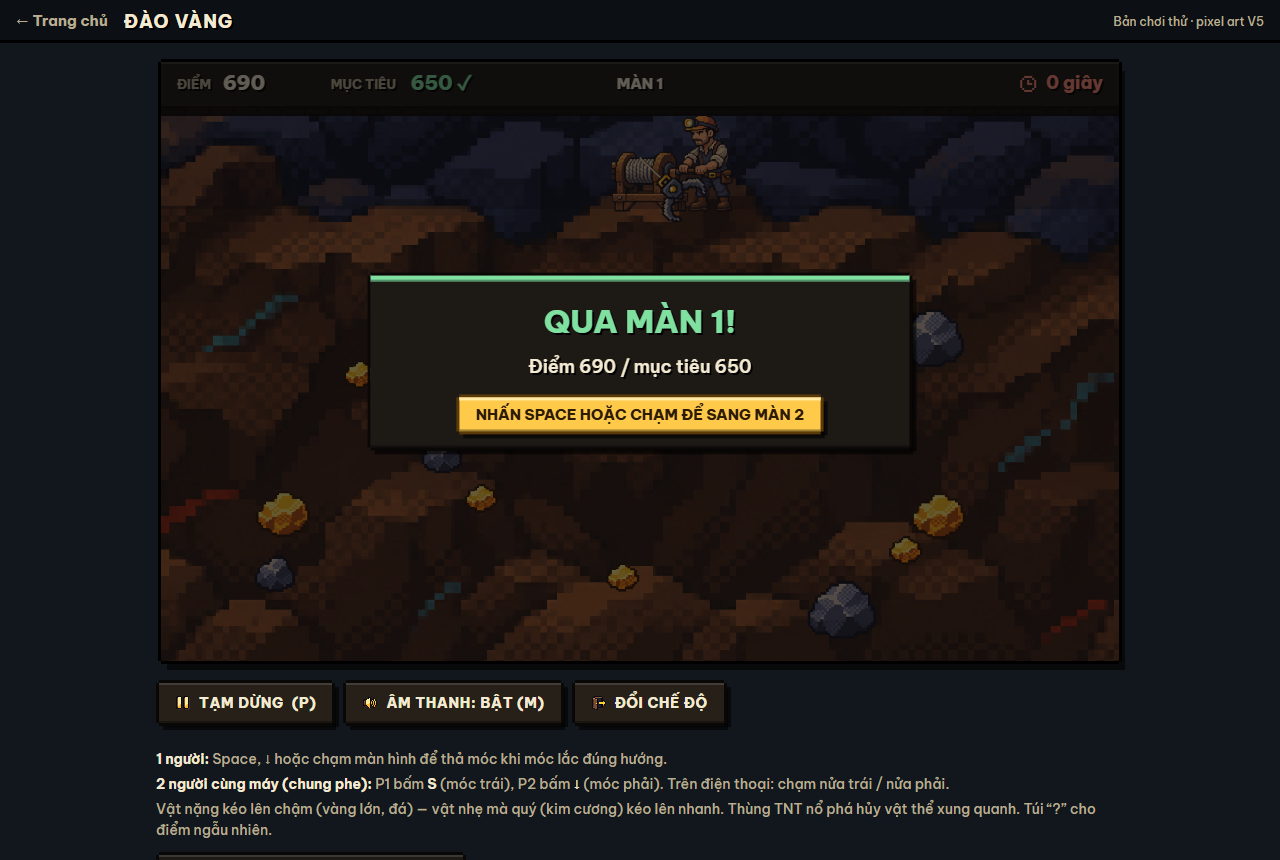 ← Trang chủ ĐÀO VÀNG Bản chơi thử · pixel art V5
ĐIỂM 690 MỤC TIÊU 650 ✓ MÀN 1 0 giây
QUA MÀN 1!
Điểm 690 / mục tiêu 650
NHẤN SPACE HOẶC CHẠM ĐỂ SANG MÀN 2
TẠM DỪNG (P) ÂM THANH: BẬT (M) ĐỔI CHẾ ĐỘ
1 người: Space, ↓ hoặc chạm màn hình để thả móc khi móc lắc đúng hướng.
2 người cùng máy (chung phe): P1 bấm S (móc trái), P2 bấm ↓ (móc phải). Trên điện thoại: chạm nửa trái / nửa phải.
Vật nặng kéo lên chậm (vàng lớn, đá) — vật nhẹ mà quý (kim cương) kéo lên nhanh. Thùng TNT nổ phá hủy vật thể xung quanh. Túi “?” cho
điểm ngẫu nhiên.